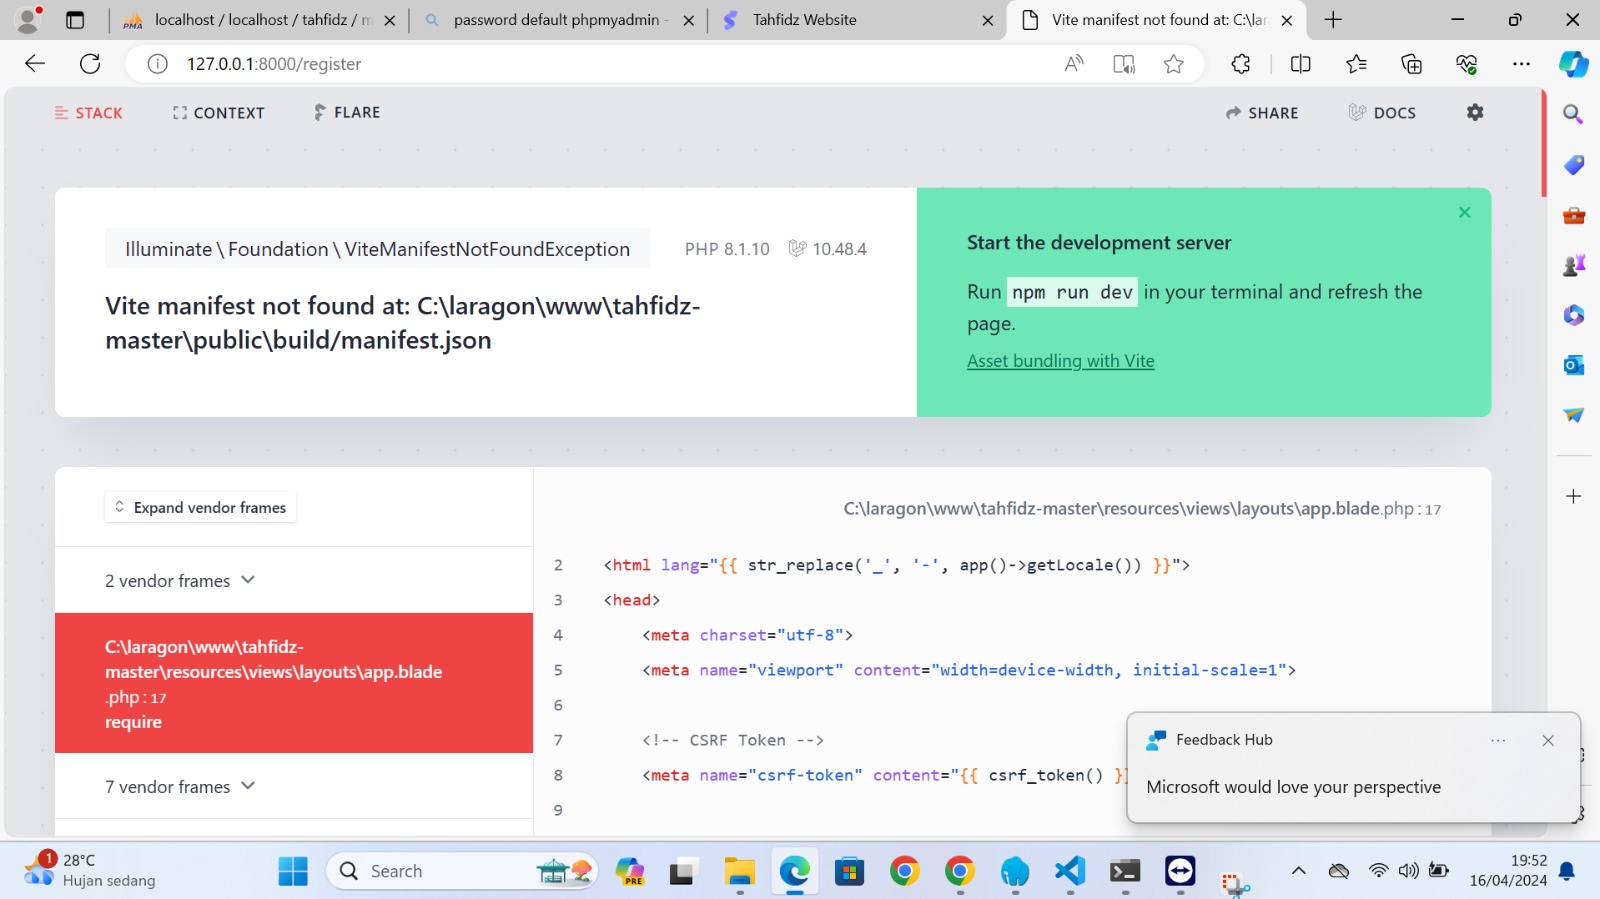 localhost / localhost / tahfidz / m
password default phpmyadmin -
Tahfidz Website
Vite manifest not found at: C:\lar
127.0.0.1:8000/register
STACK
CONTEXT
FLARE
SHARE
DOCS
Illuminate \ Foundation \ ViteManifestNotFoundException
PHP 8.1.10
10.48.4
Vite manifest not found at: C:\laragon\www\tahfidz-
master\public\build/manifest.json
Start the development server
Run npm run dev in your terminal and refresh the
page.
Asset bundling with Vite
Expand vendor frames
2 vendor frames
C:\laragon\www\tahfidz-
master\resources\views\layouts\app.blade
.php : 17
require
7 vendor frames
C:\laragon\www\tahfidz-master\resources\views\layouts\app.blade.php : 17
2 <html lang="{{ str_replace('_', '-', app()->getLocale()) }}">
3 <head>
4 <meta charset="utf-8">
5 <meta name="viewport" content="width=device-width, initial-scale=1">
6
7 <!-- CSRF Token -->
8 <meta name="csrf-token" content="{{ csrf_token() }}
9
Feedback Hub
Microsoft would love your perspective
1
28°C
Hujan sedang
Search
PRE
19:52
16/04/2024